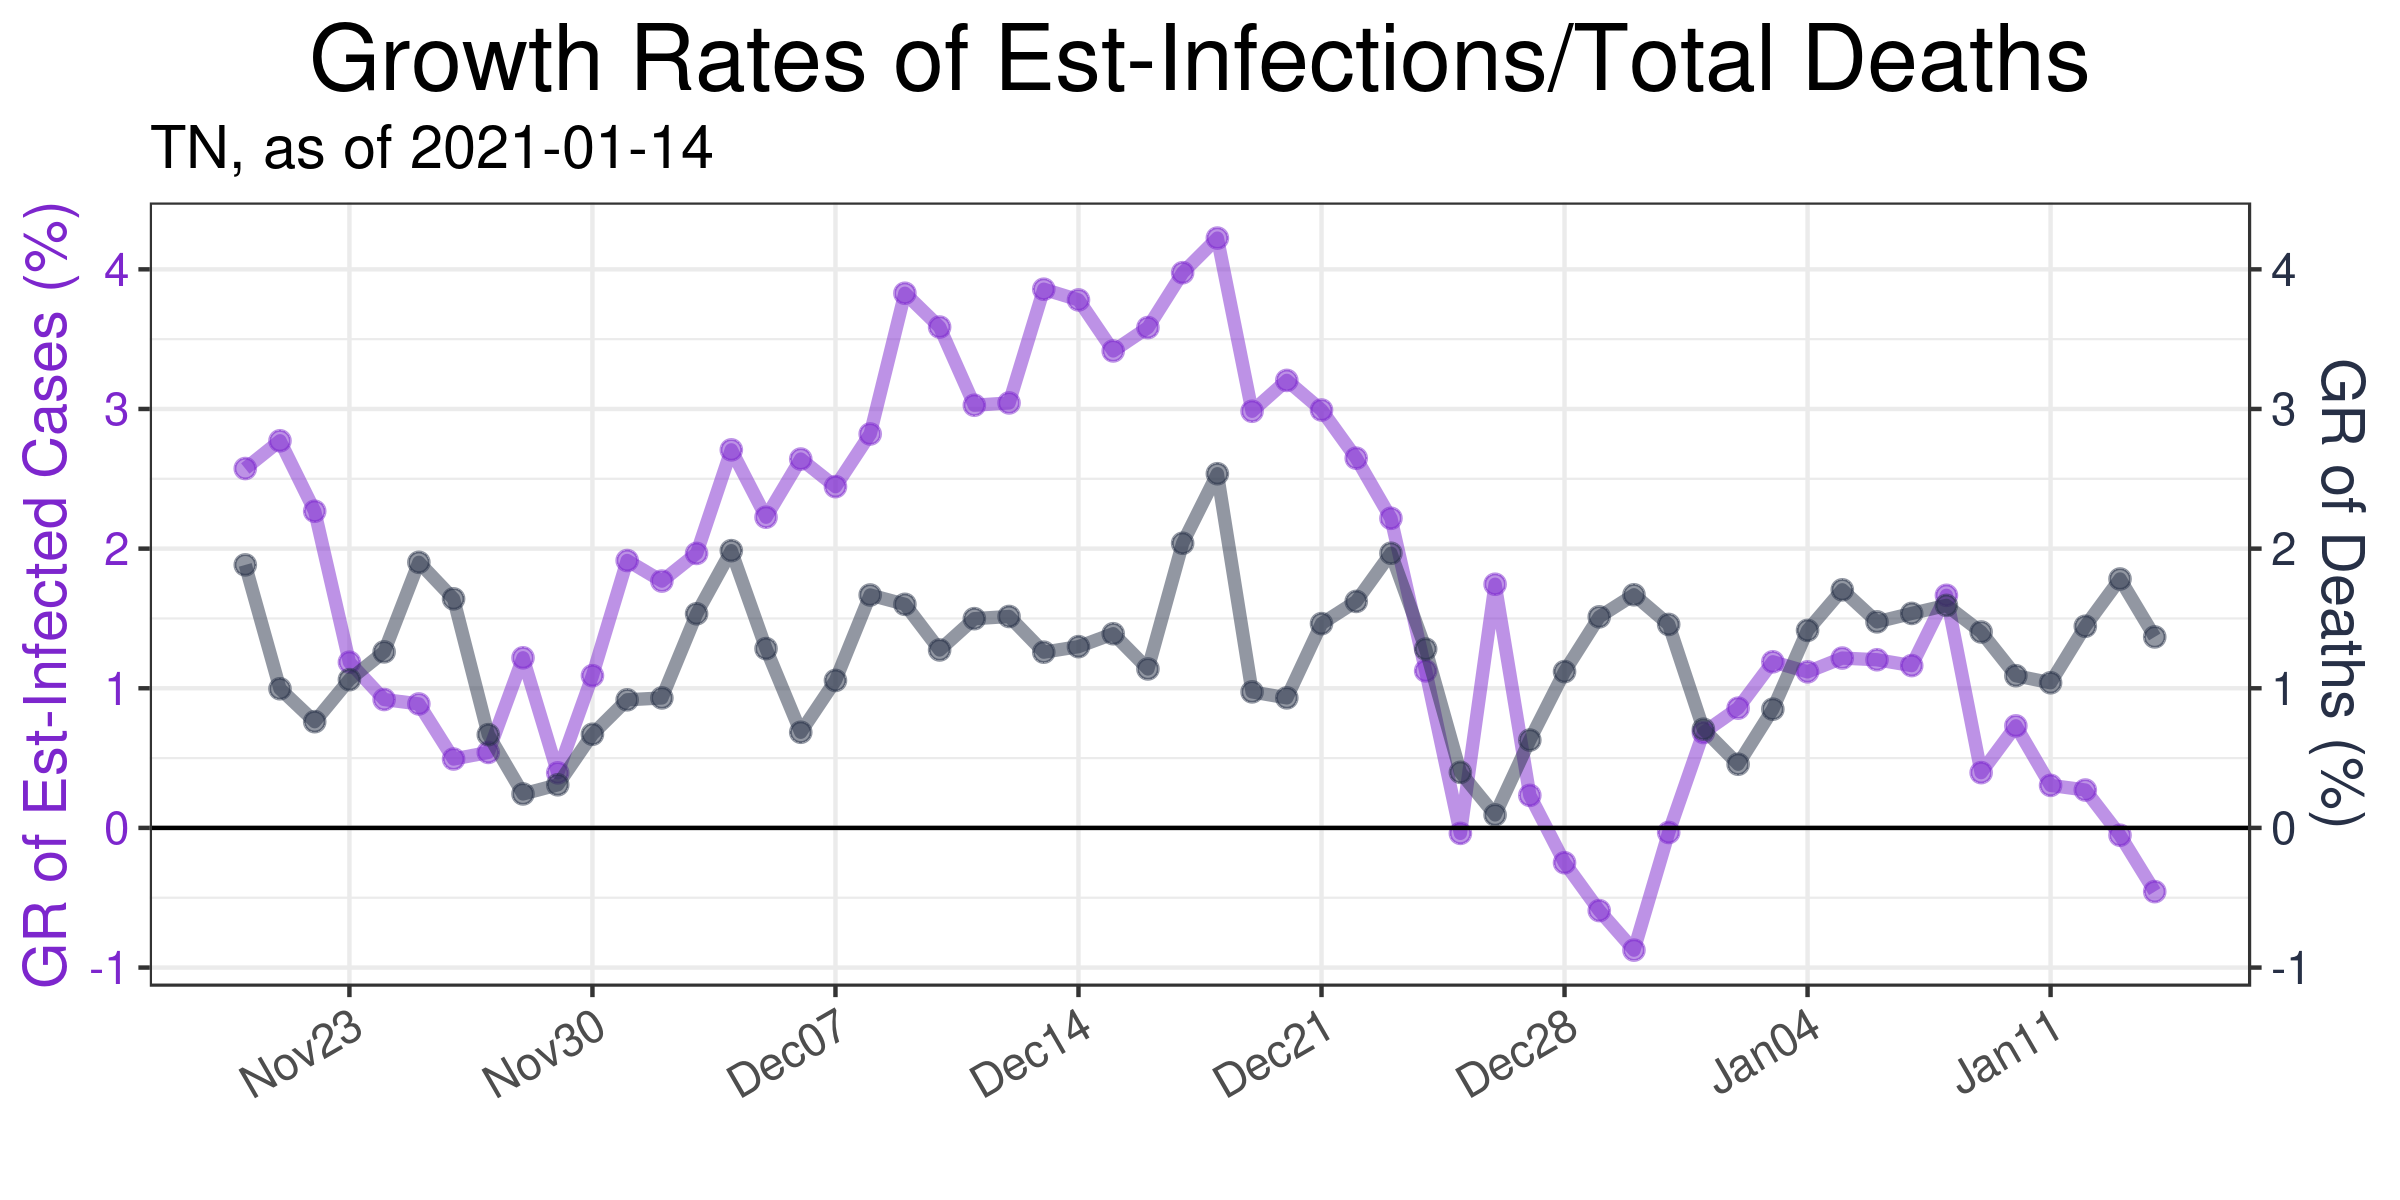 Growth Rates of Est-Infections/Total Deaths
TN, as of 2021-01-14
GR of Est-Infected Cases (%)
4
3
2
1
0
-1
4
3
2
1
0
-1
GR of Deaths (%)
Nov23
Nov30
Dec07
Dec14
Dec21
Dec28
Jan04
Jan11